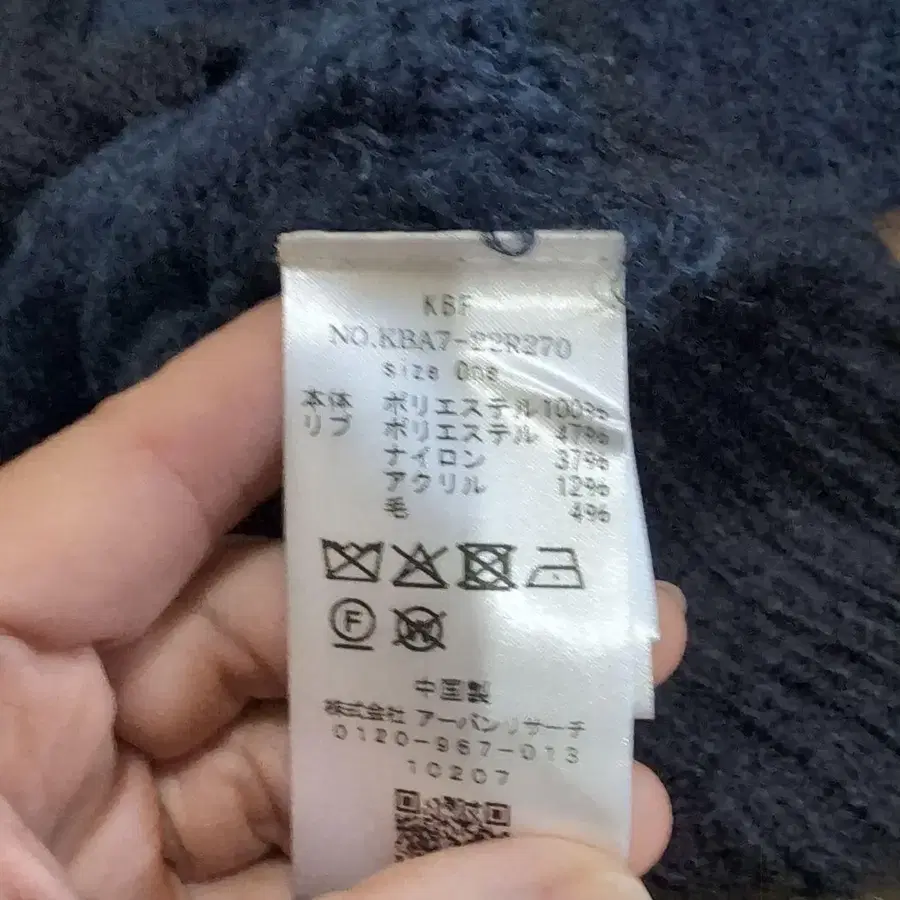 KBF
NO.KBA7-22R270
SIZE One
本体 ポリエステル 100%
リブ ポリエステル 47%
ナイロン 37%
アクリル 12%
毛 4%
F
W
中国製
株式会社 アーバンリサーチ
0120-967-013
10207